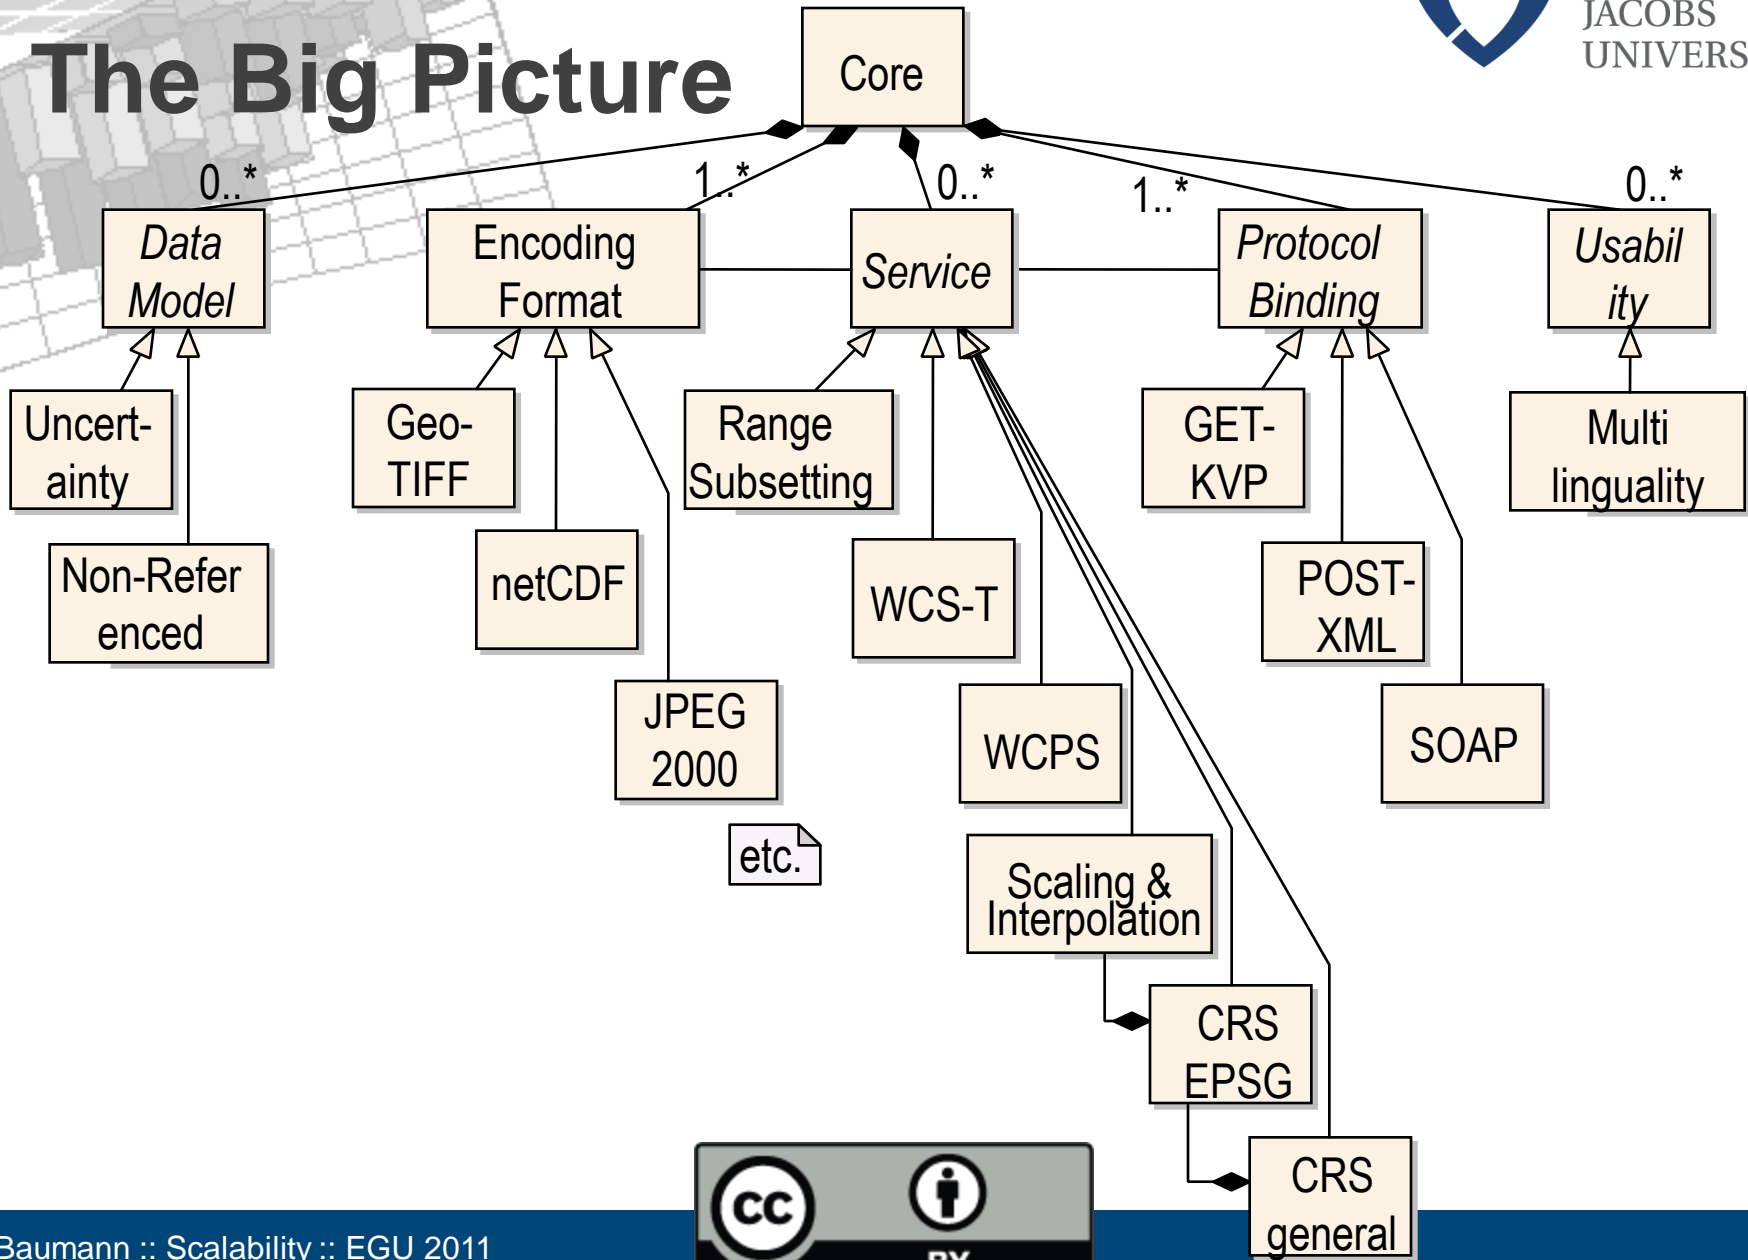 JACOBS
UNIVERS
The Big Picture
Core
0..*
1..*
0..*
1..*
0..*
Data
Model
Encoding
Format
Service
Protocol
Binding
Usabil
ity
Uncert-
ainty
Geo-
TIFF
Range
Subsetting
GET-
KVP
Multi
linguality
Non-Refer
enced
netCDF
WCS-T
POST-
XML
JPEG
2000
WCPS
SOAP
etc.
Scaling &
Interpolation
CRS
EPSG
CRS
general
cc
BY
Baumann :: Scalability :: EGU 2011